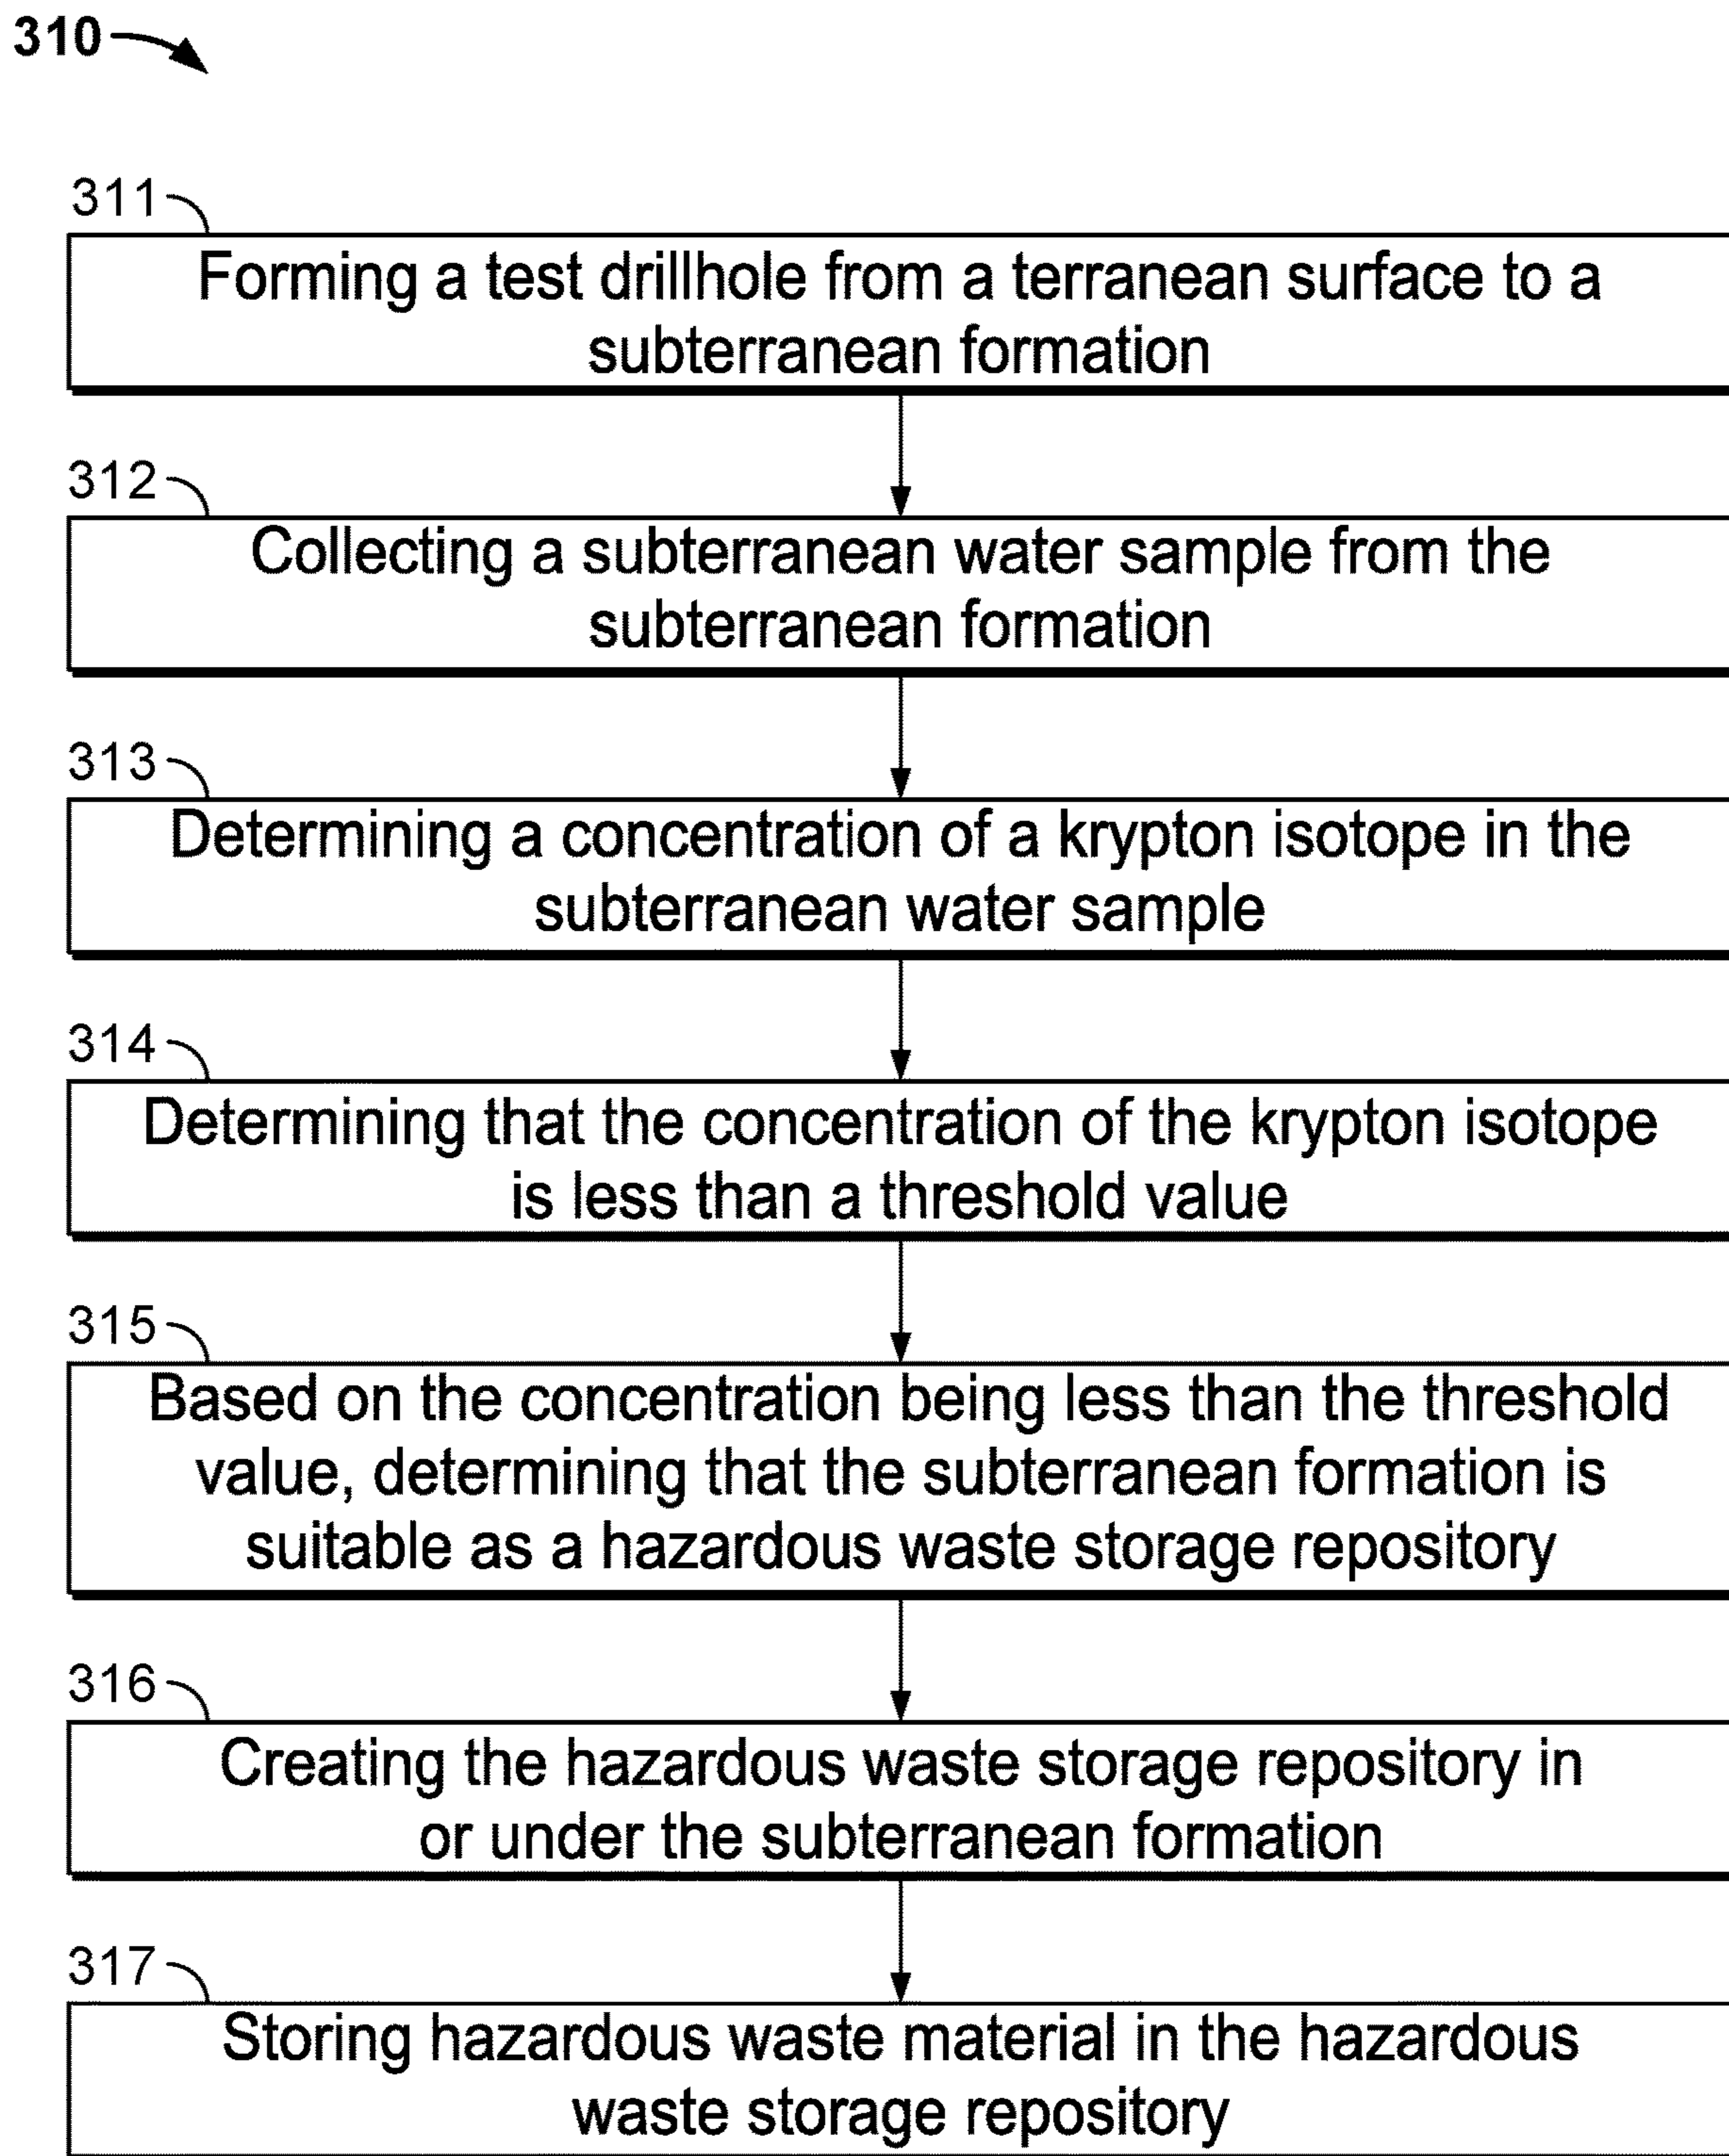 310
311
Forming a test drillhole from a terranean surface to a
subterranean formation
312
Collecting a subterranean water sample from the
subterranean formation
313
Determining a concentration of a krypton isotope in the
subterranean water sample
314
Determining that the concentration of the krypton isotope
is less than a threshold value
315
Based on the concentration being less than the threshold
value, determining that the subterranean formation is
suitable as a hazardous waste storage repository
316
Creating the hazardous waste storage repository in
or under the subterranean formation
317
Storing hazardous waste material in the hazardous
waste storage repository